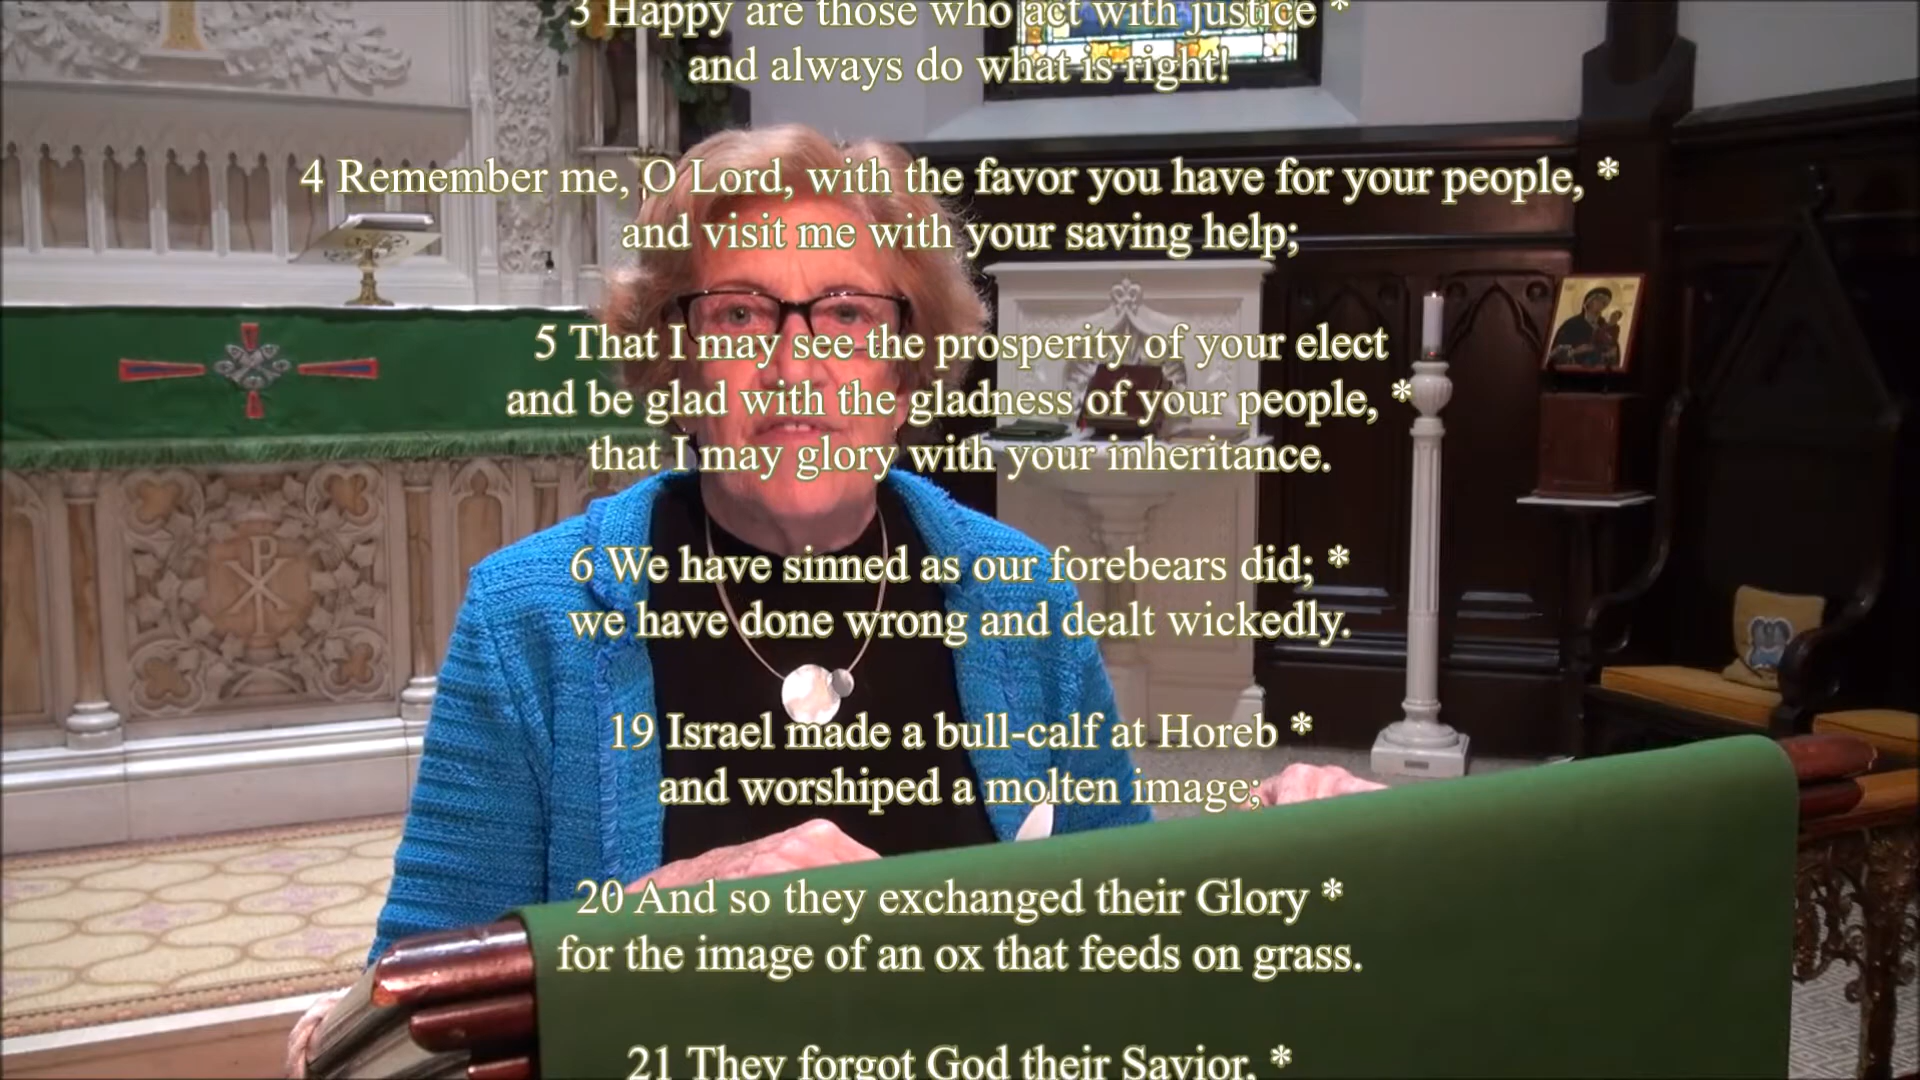 3 Happy are those who act with justice *
and always do what is right!
4 Remember me, O Lord, with the favor you have for your people, *
and visit me with your saving help;
5 That I may see the prosperity of your elect
and be glad with the gladness of your people, *
that I may glory with your inheritance.
6 We have sinned as our forebears did; *
we have done wrong and dealt wickedly.
19 Israel made a bull-calf at Horeb *
and worshiped a molten image;
20 And so they exchanged their Glory *
for the image of an ox that feeds on grass.
21 They forgot God their Savior, *